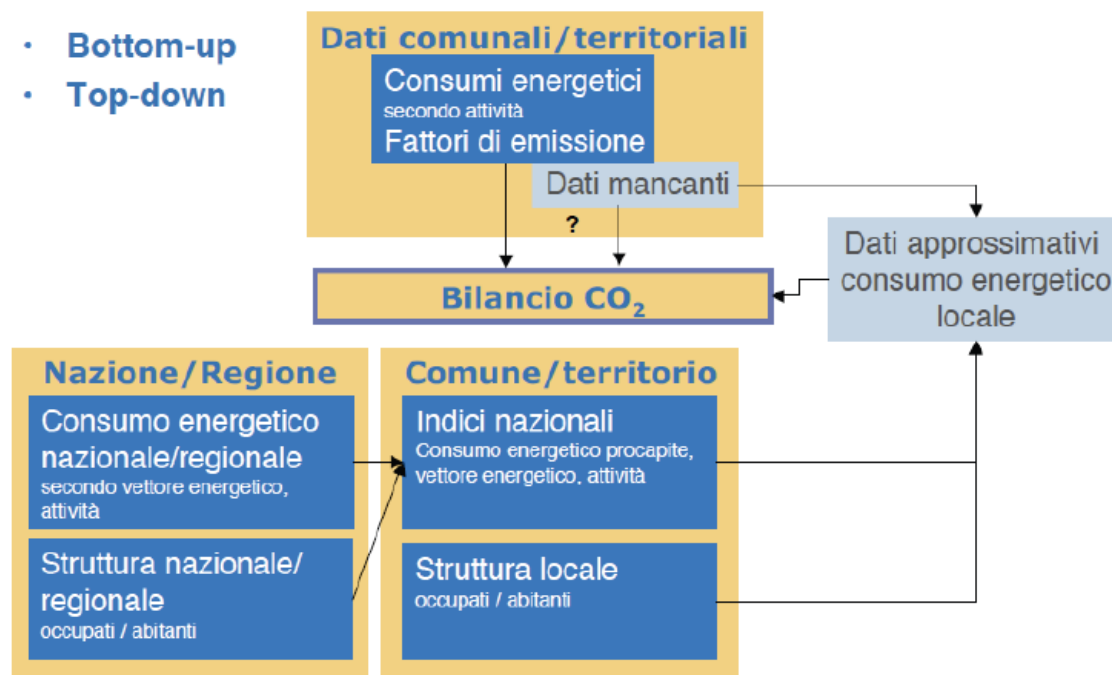 · Bottom-up
· Top-down
Dati comunali/territoriali
Consumi energetici
secondo attività
Fattori di emissione
Dati mancanti
?
Dati approssimativi
consumo energetico
locale
Bilancio CO₂
Nazione/Regione
Consumo energetico
nazionale/regionale
secondo vettore energetico,
attività
Struttura nazionale/
regionale
occupati / abitanti
Comune/territorio
Indici nazionali
Consumo energetico procapite,
vettore energetico, attività
Struttura locale
occupati / abitanti